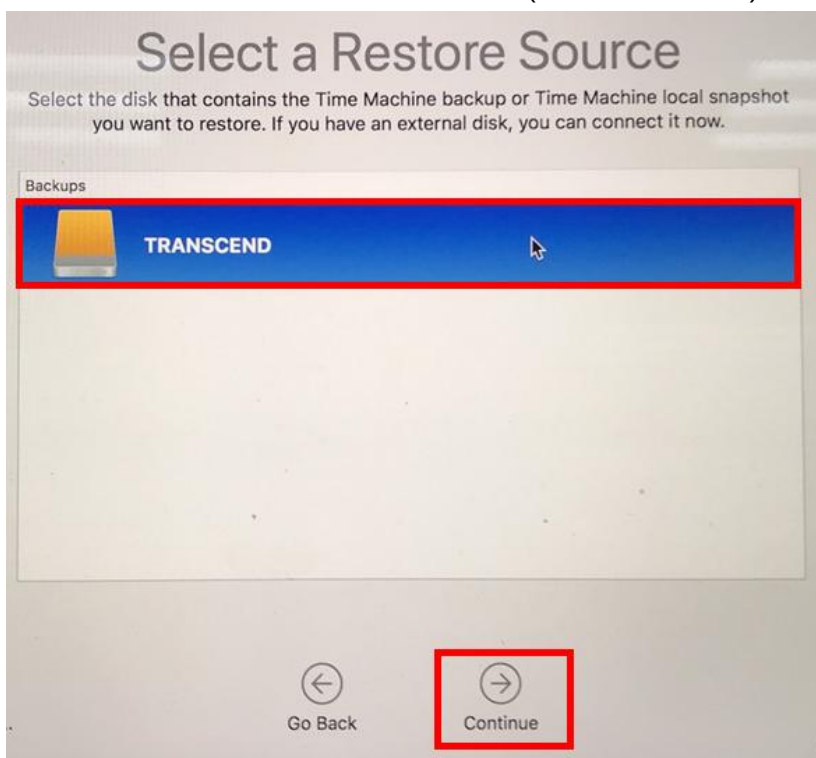 Select a Restore Source
Select the disk that contains the Time Machine backup or Time Machine local snapshot
you want to restore. If you have an external disk, you can connect it now.
Backups
TRANSCEND
Go Back
Continue